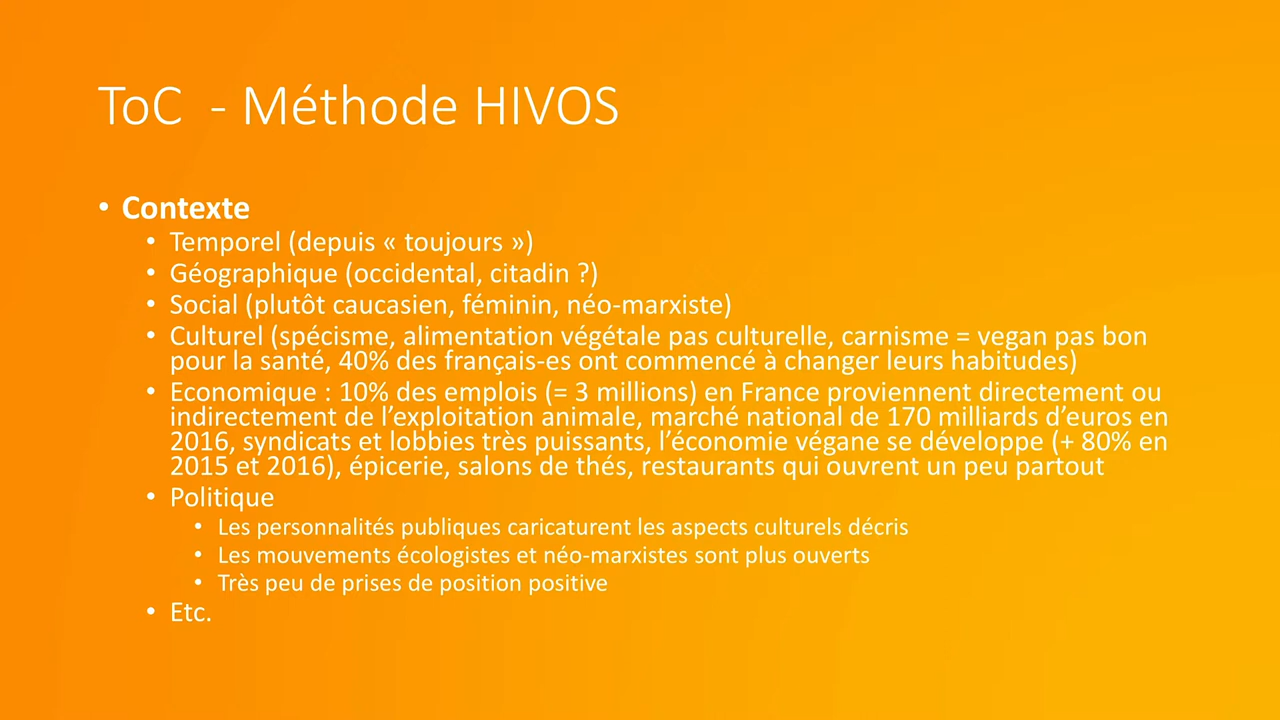 ToC - Méthode HIVOS
• Contexte
• Temporel (depuis « toujours »)
• Géographique (occidental, citadin ?)
• Social (plutôt caucasien, féminin, néo-marxiste)
• Culturel (spécisme, alimentation végétale pas culturelle, carnisme = vegan pas bon
pour la santé, 40% des français-es ont commencé à changer leurs habitudes)
• Economique : 10% des emplois (= 3 millions) en France proviennent directement ou
indirectement de l’exploitation animale, marché national de 170 milliards d’euros en
2016, syndicats et lobbies très puissants, l’économie végane se développe (+ 80% en
2015 et 2016), épicerie, salons de thés, restaurants qui ouvrent un peu partout
• Politique
• Les personnalités publiques caricaturent les aspects culturels décris
• Les mouvements écologistes et néo-marxistes sont plus ouverts
• Très peu de prises de position positive
• Etc.